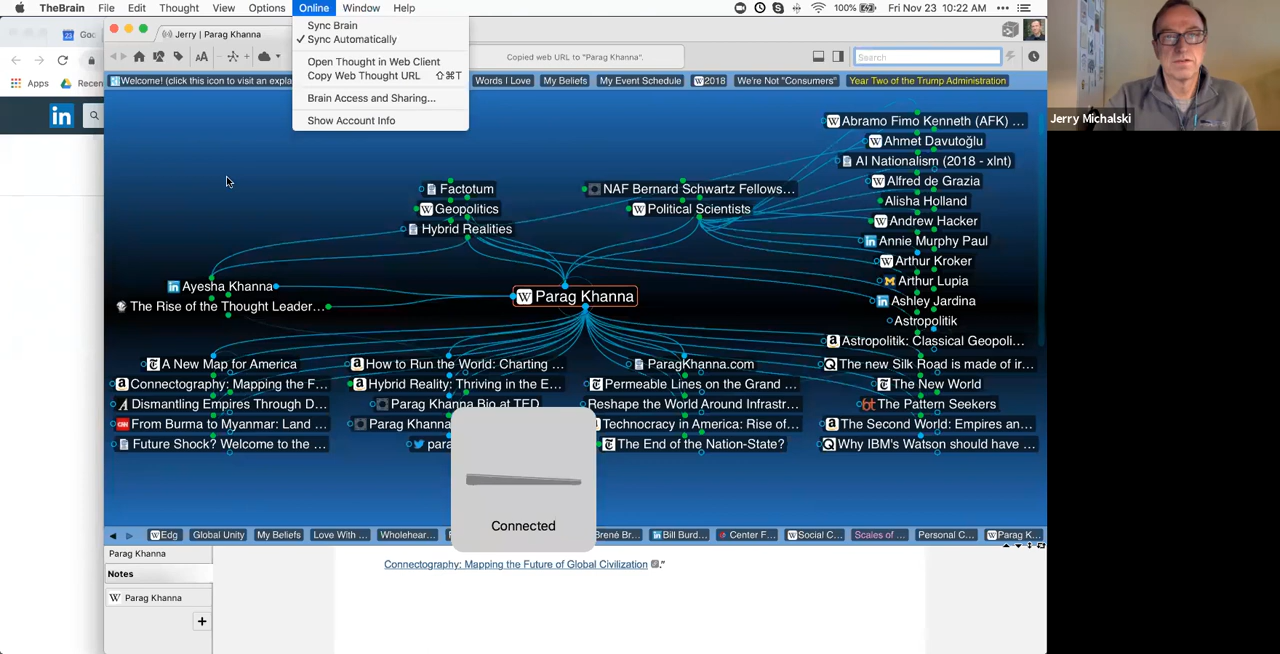 TheBrain File Edit Thought View Options Online Window Help 100% Fri Nov 23 10:22 AM
Jerry | Parag Khanna
Goo
Apps Recen
Sync Brain
✓ Sync Automatically
Open Thought in Web Client
Copy Web Thought URL ⇧⌘T
Brain Access and Sharing...
Show Account Info
Copied web URL to "Parag Khanna".
Search
Welcome! (click this icon to visit an expla
Words I Love My Beliefs My Event Schedule 2018 We're Not "Consumers" Year Two of the Trump Administration
Jerry Michalski
Factotum
Geopolitics
Hybrid Realities
NAF Bernard Schwartz Fellows...
Political Scientists
Abramo Fimo Kenneth (AFK) ...
Ahmet Davutoğlu
AI Nationalism (2018 - xlnt)
Alfred de Grazia
Alisha Holland
Andrew Hacker
Annie Murphy Paul
Arthur Kroker
Arthur Lupia
Ashley Jardina
Astropolitik
Astropolitik: Classical Geopoli...
Ayesha Khanna
The Rise of the Thought Leader...
Parag Khanna
A New Map for America
Connectography: Mapping the F...
Dismantling Empires Through D...
From Burma to Myanmar: Land ...
Future Shock? Welcome to the ...
How to Run the World: Charting ...
Hybrid Reality: Thriving in the E...
Parag Khanna Bio at TED
Parag Khanna
para
ParagKhanna.com
Permeable Lines on the Grand ...
Reshape the World Around Infrastr...
Technocracy in America: Rise of...
The End of the Nation-State?
The new Silk Road is made of ir...
The New World
The Pattern Seekers
The Second World: Empires an...
Why IBM's Watson should have ...
Connected
Edg Global Unity My Beliefs Love With ... Wholehear... Brené Br... Bill Burd... Center F... Social C... Scales of ... Personal C... Parag K...
Parag Khanna
Notes
Parag Khanna
Connectography: Mapping the Future of Global Civilization ."